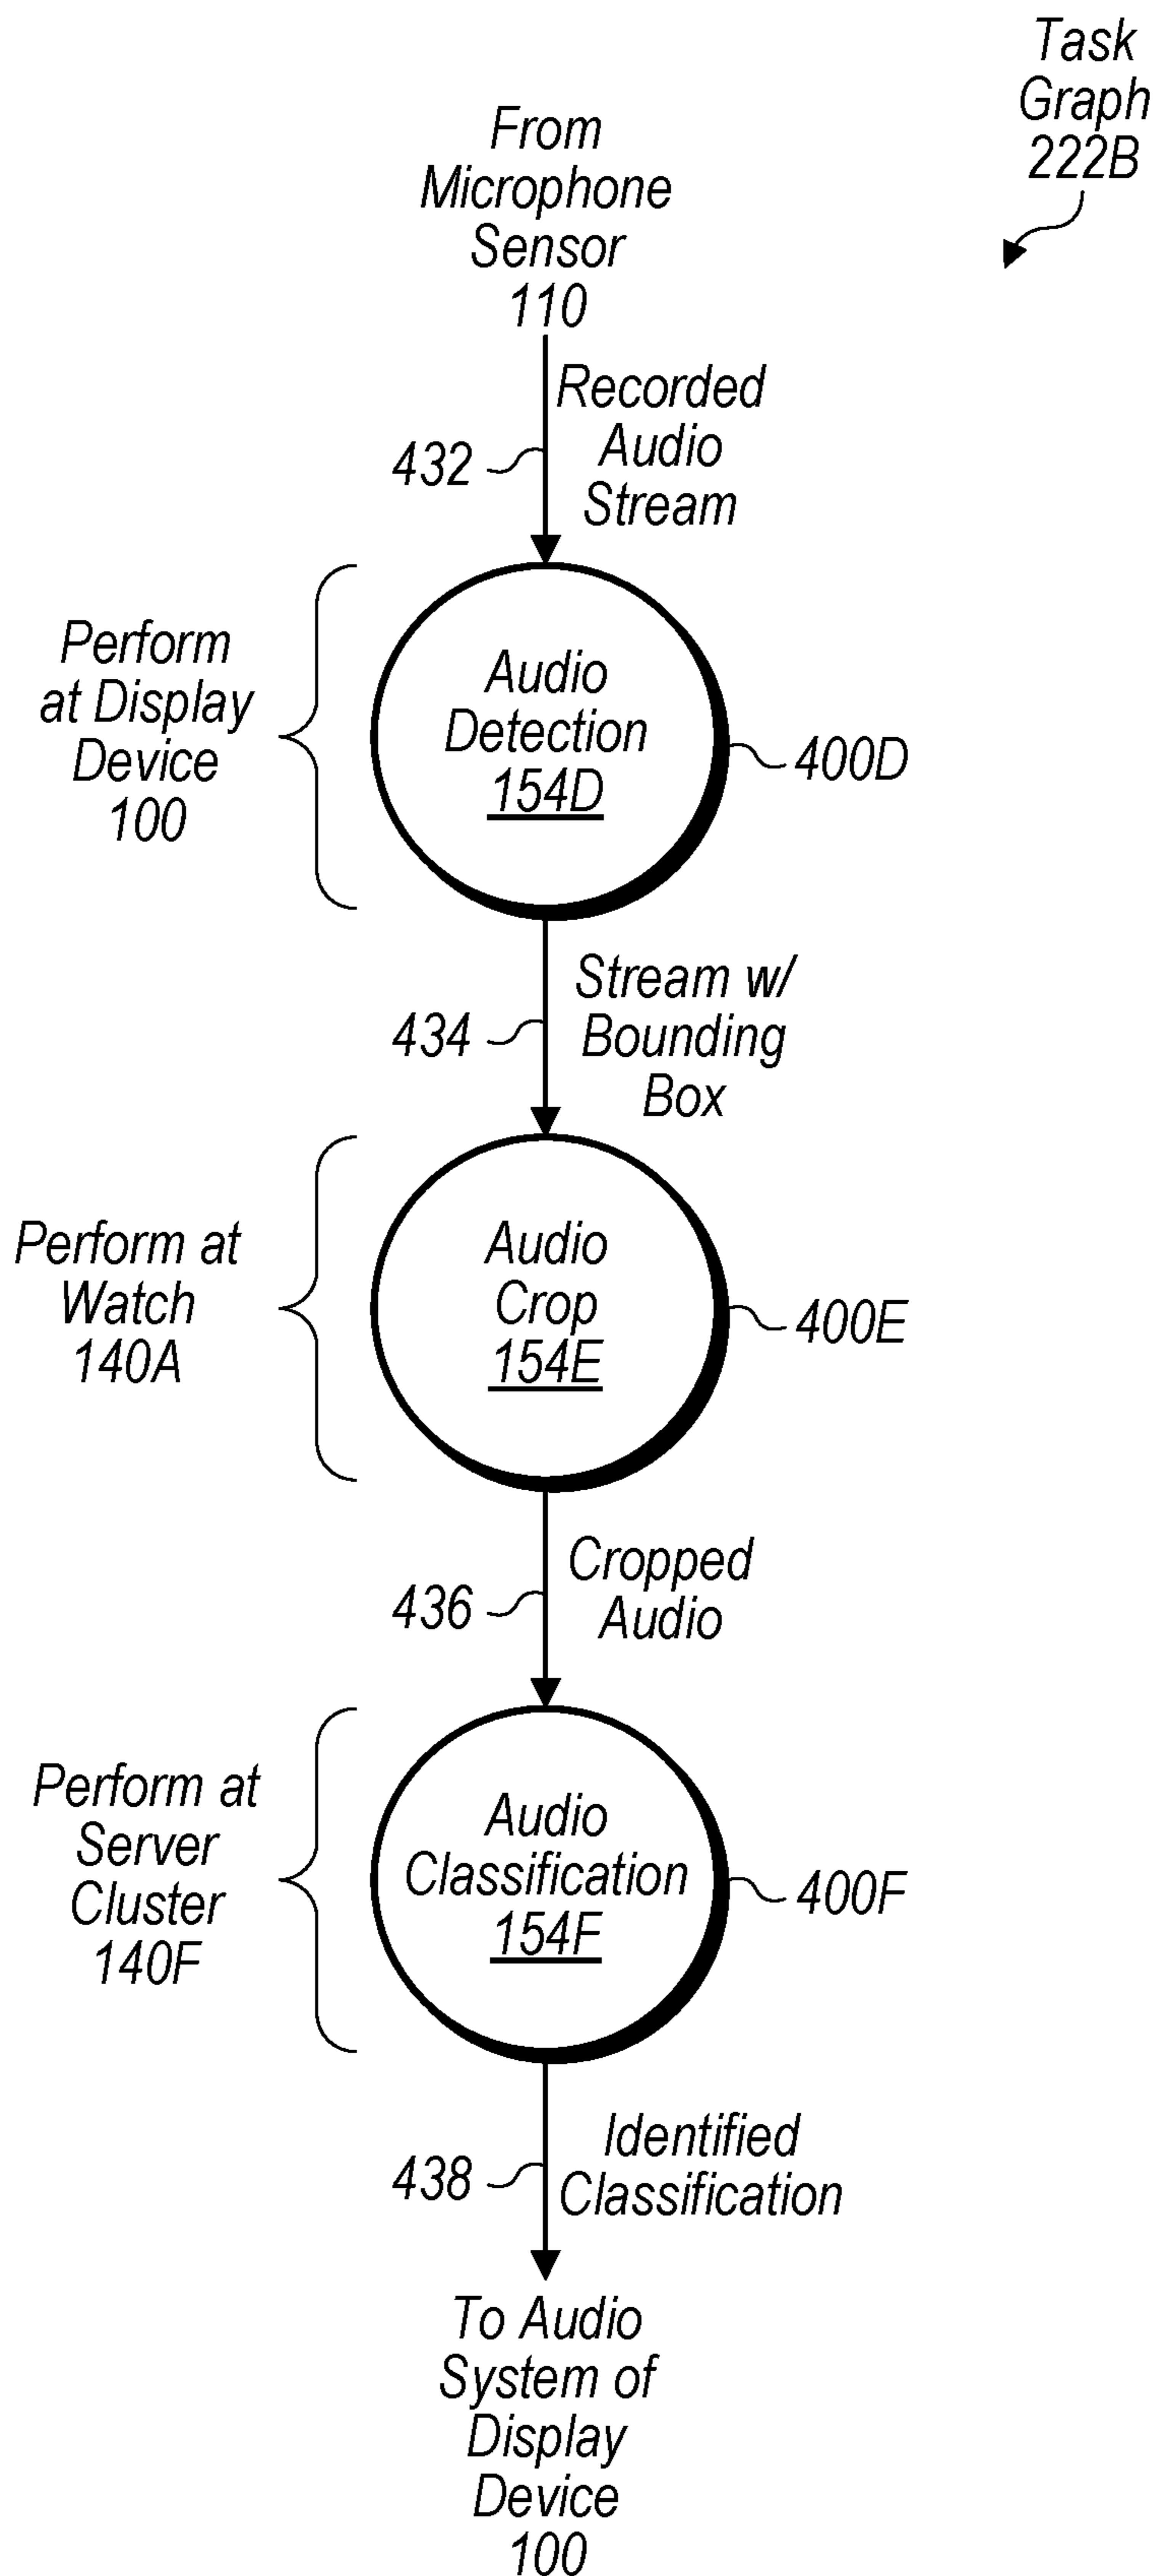 Task
Graph
222B
From
Microphone
Sensor
110
Recorded
Audio
Stream
432
Perform
at Display
Device
100
Audio
Detection
154D
400D
Stream w/
Bounding
Box
434
Perform at
Watch
140A
Audio
Crop
154E
400E
Cropped
Audio
436
Perform at
Server
Cluster
140F
Audio
Classification
154F
400F
Identified
Classification
438
To Audio
System of
Display
Device
100